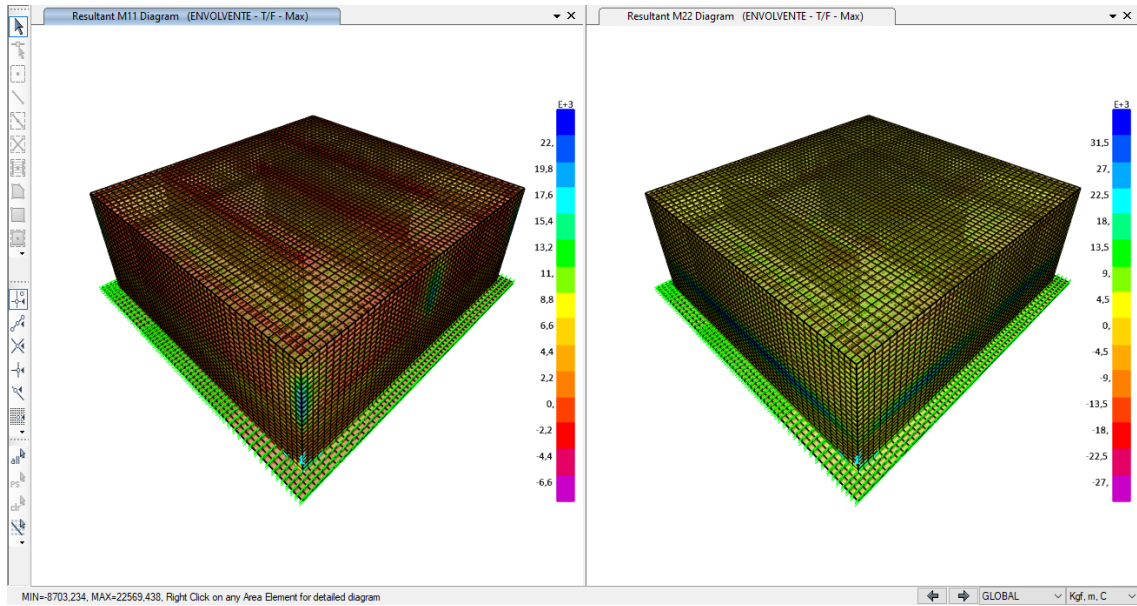 Resultant M11 Diagram (ENVOLVENTE - T/F - Max)
Resultant M22 Diagram (ENVOLVENTE - T/F - Max)
E+3
22,
19,8
17,6
15,4
13,2
11,
8,8
6,6
4,4
2,2
0,
-2,2
-4,4
-6,6
E+3
31,5
27,
22,5
18,
13,5
9,
4,5
0,
-4,5
-9,
-13,5
-18,
-22,5
-27,
all
PS
clr
MIN=-8703,234, MAX=22569,438, Right Click on any Area Element for detailed diagram
GLOBAL
Kgf, m, C